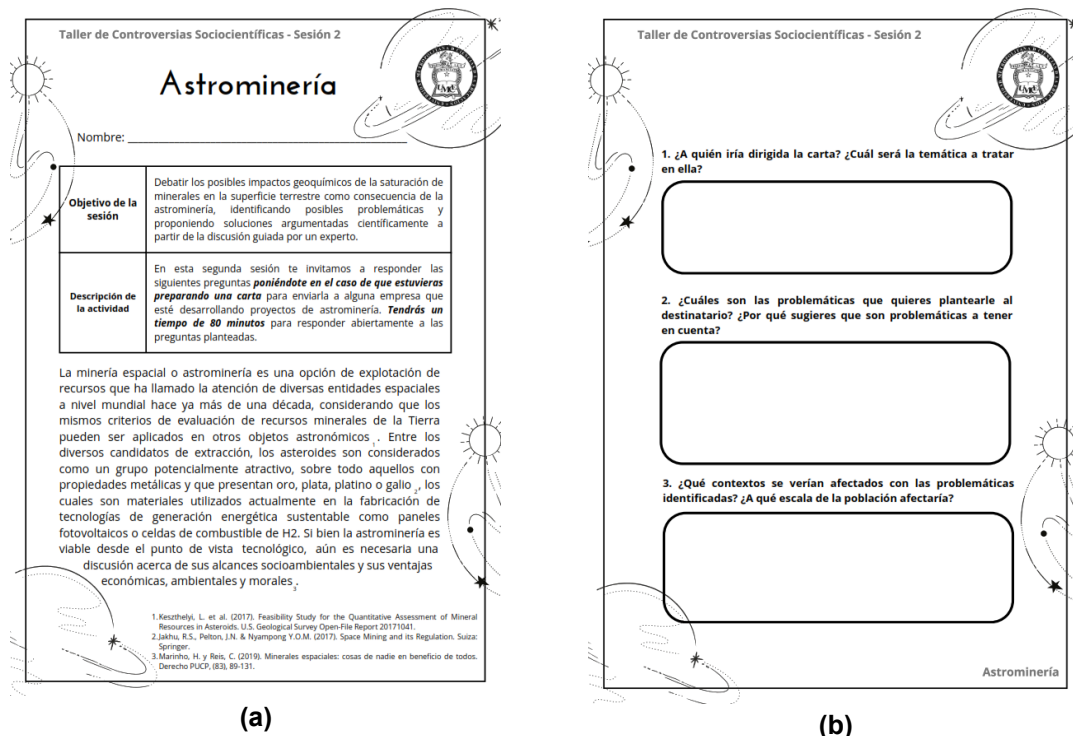 Taller de Controversias Sociocientíficas - Sesión 2
Astrominería
UMCE
Nombre: ___________________________________________
Objetivo de la
sesión
Debatir los posibles impactos geoquímicos de la saturación de
minerales en la superficie terrestre como consecuencia de la
astrominería, identificando posibles problemáticas y
proponiendo soluciones argumentadas científicamente a
partir de la discusión guiada por un experto.
Descripción de
la actividad
En esta segunda sesión te invitamos a responder las
siguientes preguntas poniéndote en el caso de que estuvieras
preparando una carta para enviarla a alguna empresa que
esté desarrollando proyectos de astrominería. Tendrás un
tiempo de 80 minutos para responder abiertamente a las
preguntas planteadas.
La minería espacial o astrominería es una opción de explotación de
recursos que ha llamado la atención de diversas entidades espaciales
a nivel mundial hace ya más de una década, considerando que los
mismos criterios de evaluación de recursos minerales de la Tierra
pueden ser aplicados en otros objetos astronómicos 1. Entre los
diversos candidatos de extracción, los asteroides son considerados
como un grupo potencialmente atractivo, sobre todo aquellos con
propiedades metálicas y que presentan oro, plata, platino o galio 2, los
cuales son materiales utilizados actualmente en la fabricación de
tecnologías de generación energética sustentable como paneles
fotovoltaicos o celdas de combustible de H2. Si bien la astrominería es
viable desde el punto de vista tecnológico, aún es necesaria una
discusión acerca de sus alcances socioambientales y sus ventajas
económicas, ambientales y morales 3.
1. Keszthelyi, L. et al. (2017). Feasibility Study for the Quantitative Assessment of Mineral
Resources in Asteroids. U.S. Geological Survey Open-File Report 20171041.
2. Jakhu, R.S., Pelton, J.N. & Nyampong Y.O.M. (2017). Space Mining and its Regulation. Suiza:
Springer.
3. Marinho, H. y Reis, C. (2019). Minerales espaciales: cosas de nadie en beneficio de todos.
Derecho PUCP, (83), 89-131.
(a)
Taller de Controversias Sociocientíficas - Sesión 2
UMCE
1. ¿A quién iría dirigida la carta? ¿Cuál será la temática a tratar
en ella?
2. ¿Cuáles son las problemáticas que quieres plantearle al
destinatario? ¿Por qué sugieres que son problemáticas a tener
en cuenta?
3. ¿Qué contextos se verían afectados con las problemáticas
identificadas? ¿A qué escala de la población afectaría?
Astrominería
(b)